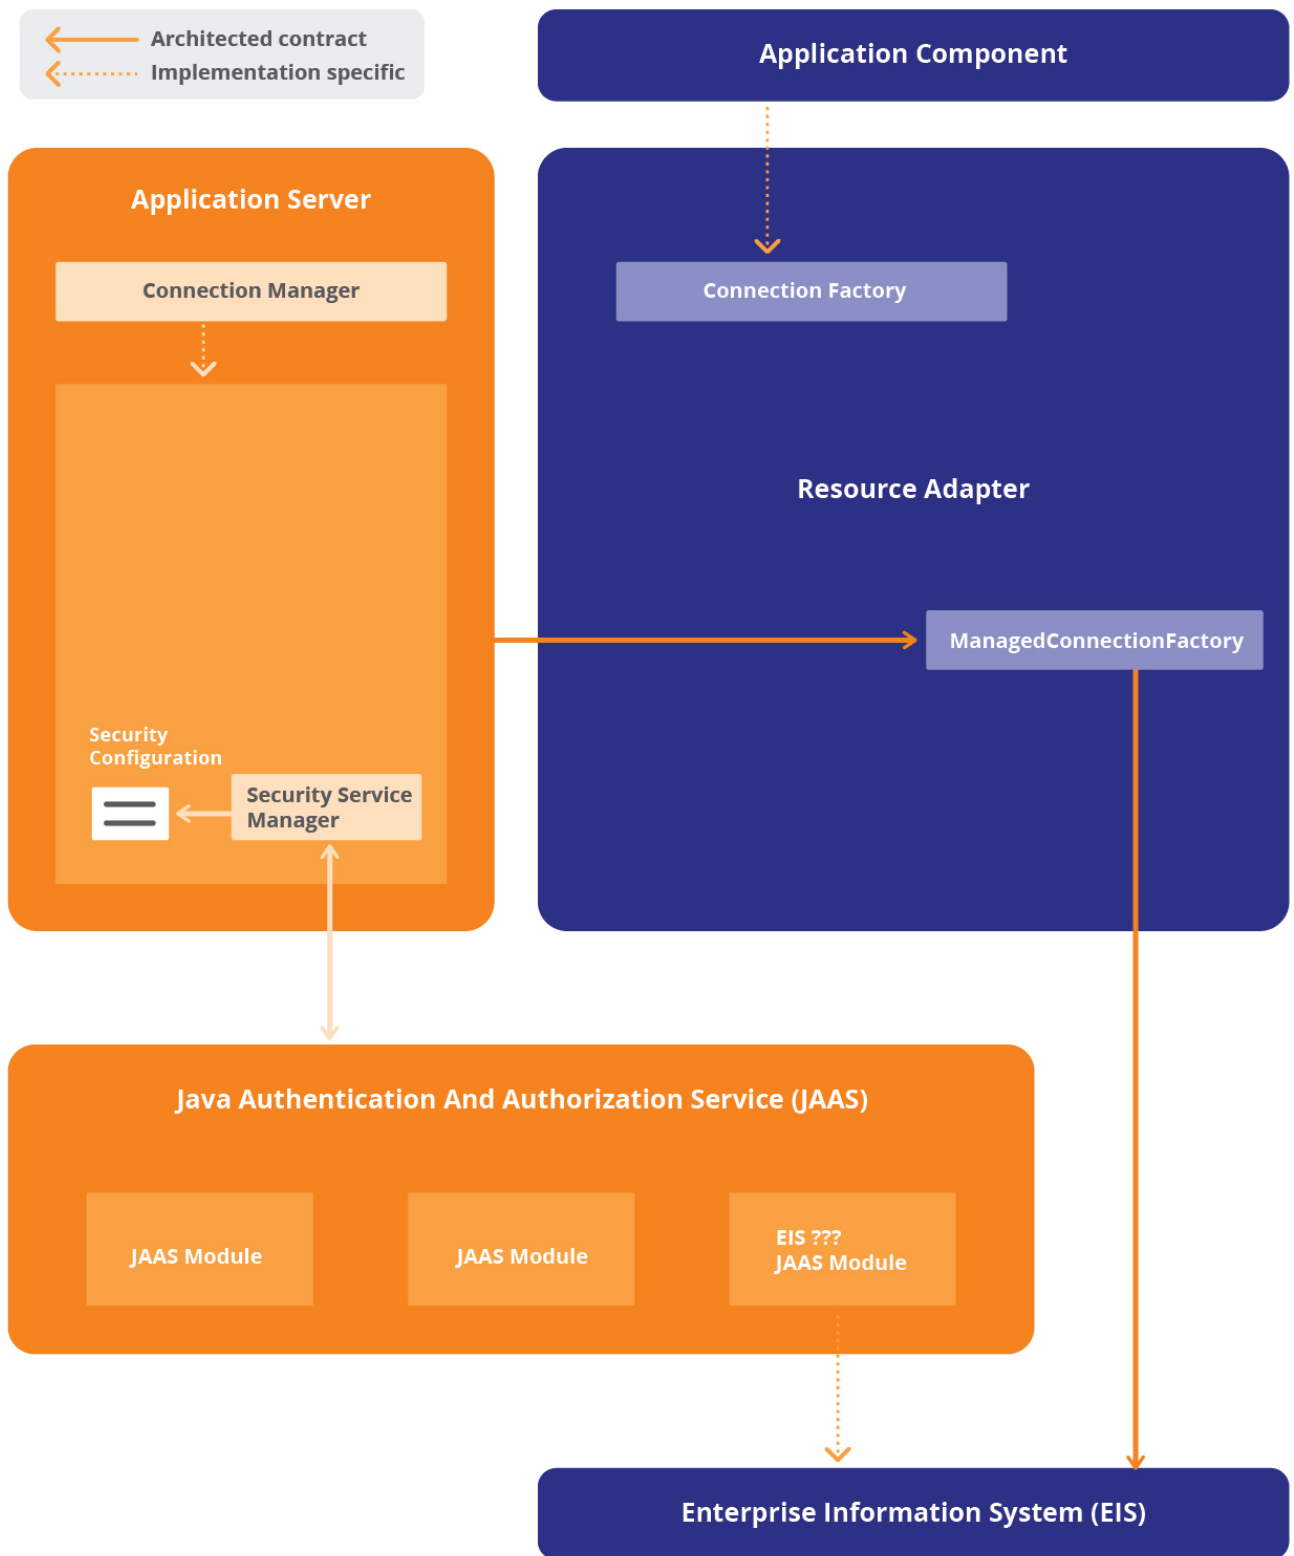 Architected contract
Implementation specific
Application Component
Application Server
Connection Manager
Connection Factory
Resource Adapter
ManagedConnectionFactory
Security
Configuration
Security Service
Manager
Java Authentication And Authorization Service (JAAS)
JAAS Module
JAAS Module
EIS ???
JAAS Module
Enterprise Information System (EIS)